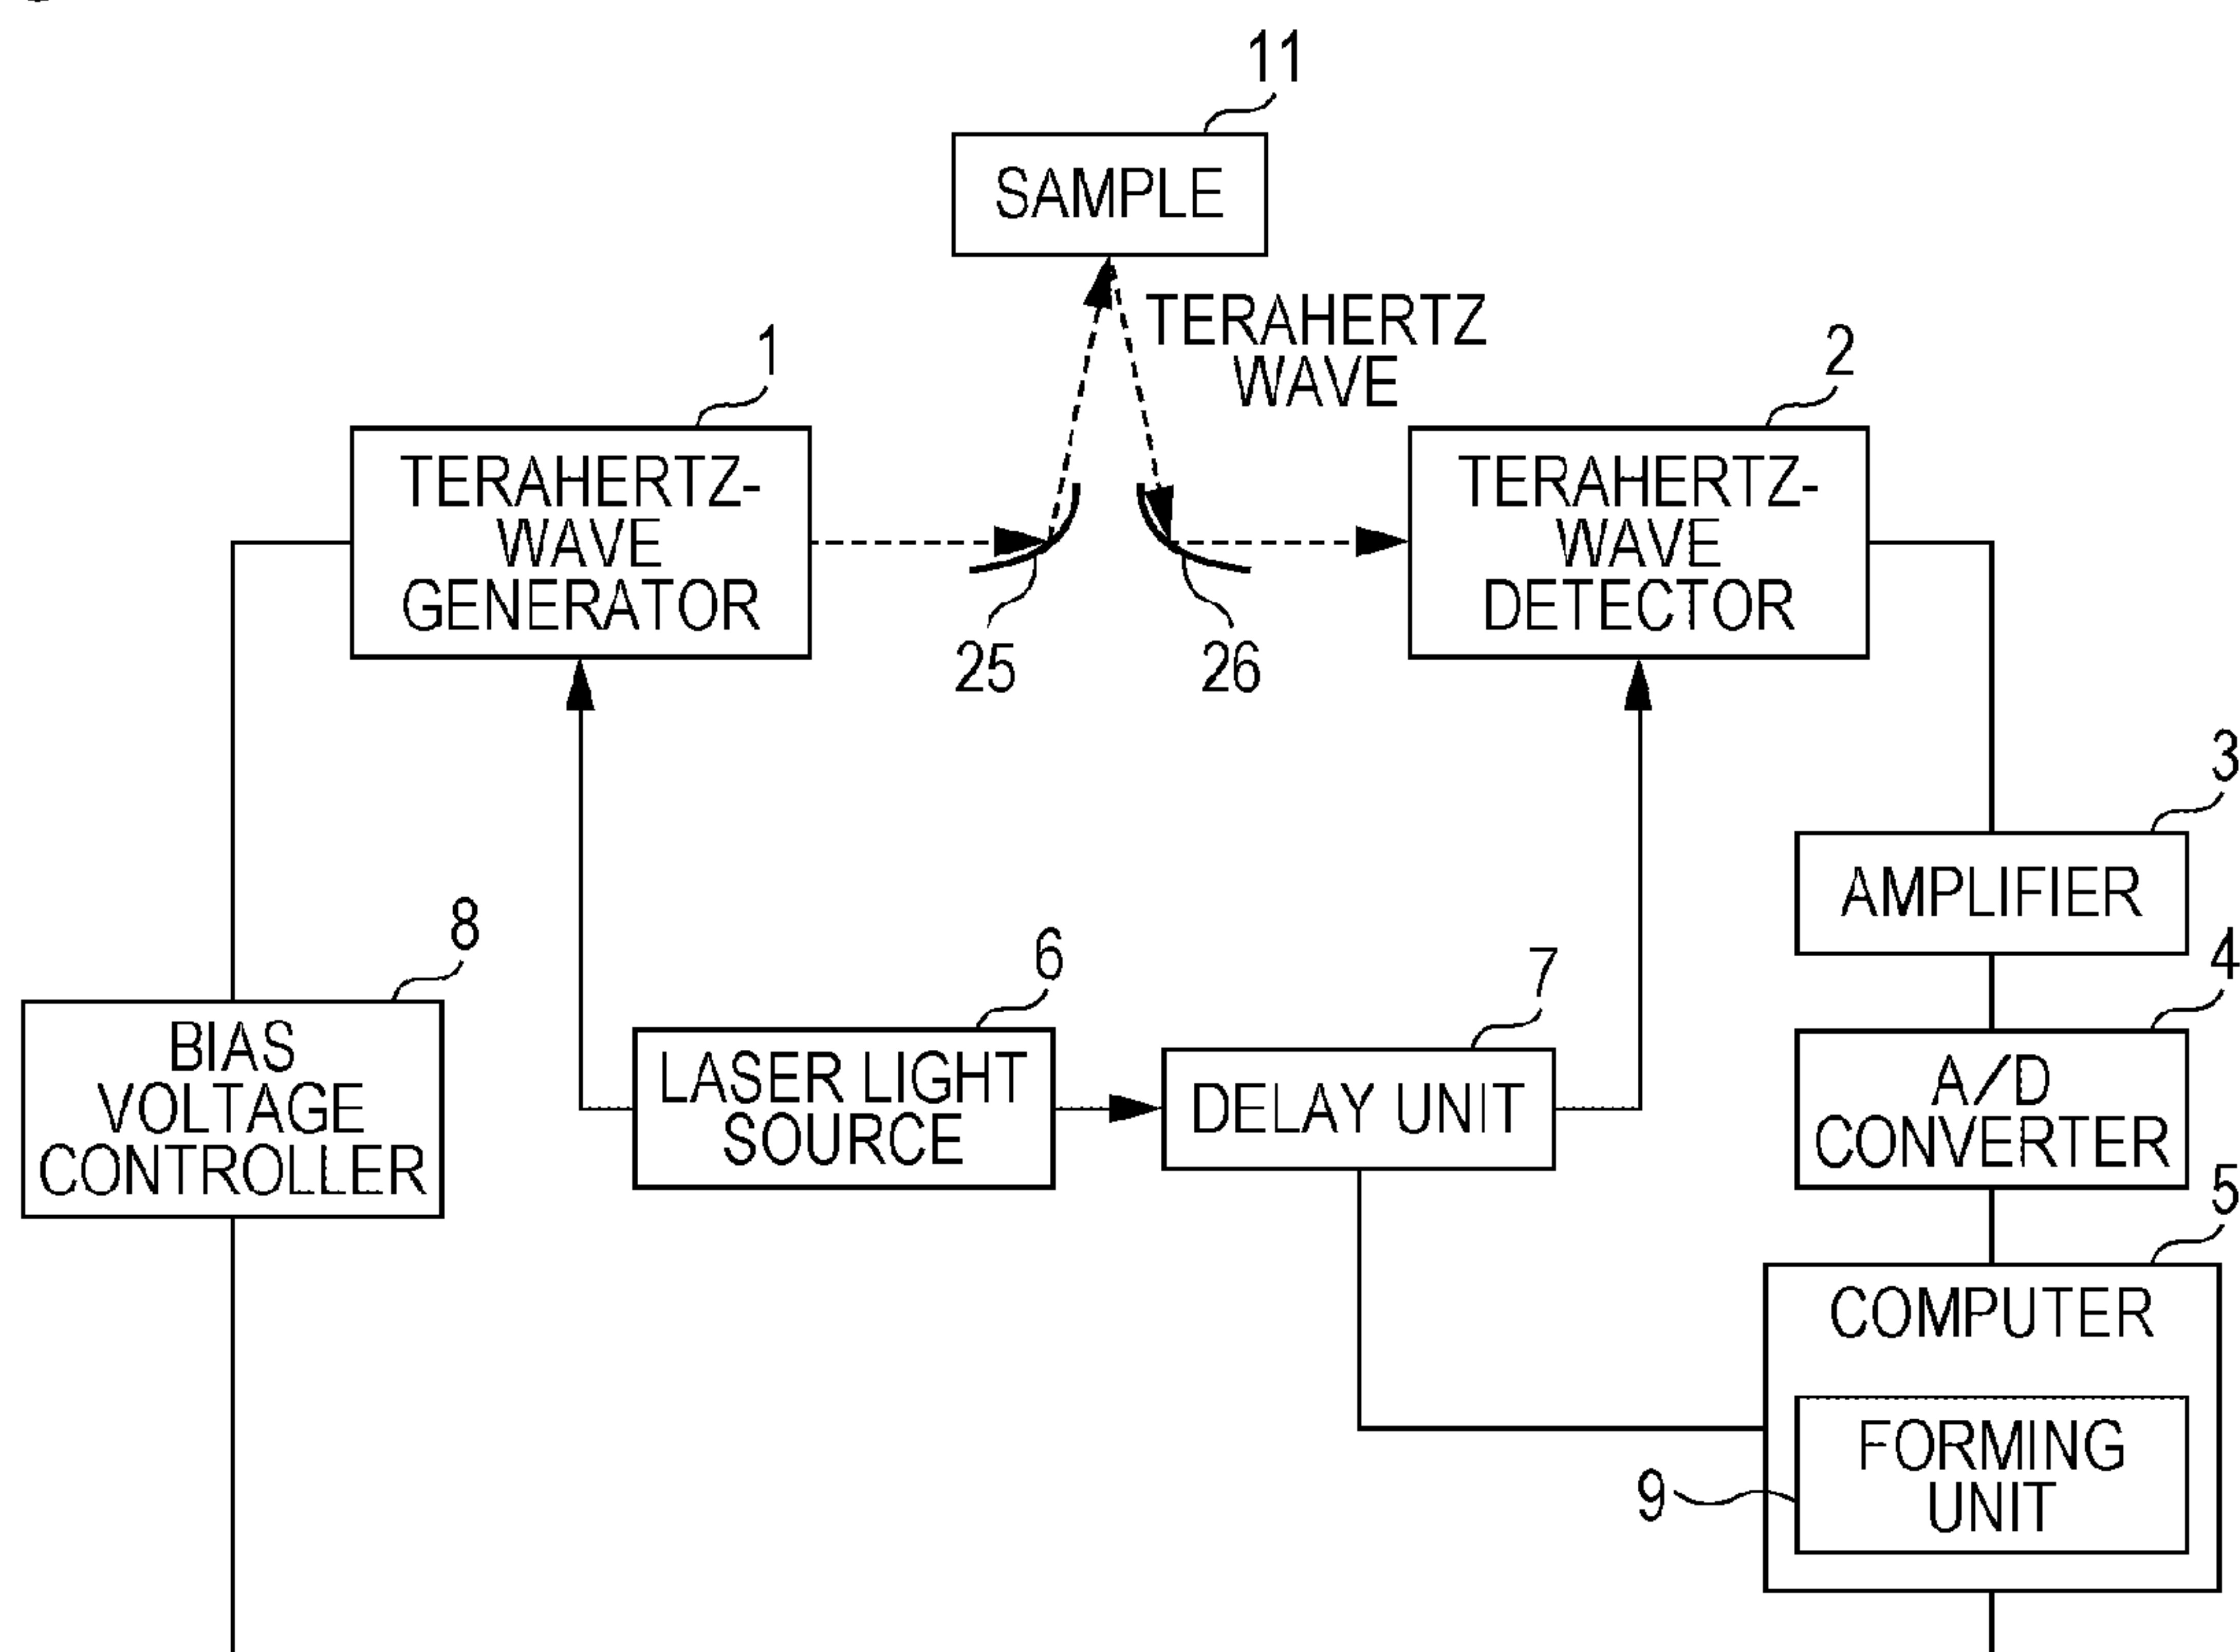 11
SAMPLE
TERAHERTZ
WAVE
1
TERAHERTZ-
WAVE
GENERATOR
2
TERAHERTZ-
WAVE
DETECTOR
25
26
3
AMPLIFIER
8
BIAS
VOLTAGE
CONTROLLER
6
LASER LIGHT
SOURCE
7
DELAY UNIT
4
A/D
CONVERTER
5
COMPUTER
9
FORMING
UNIT